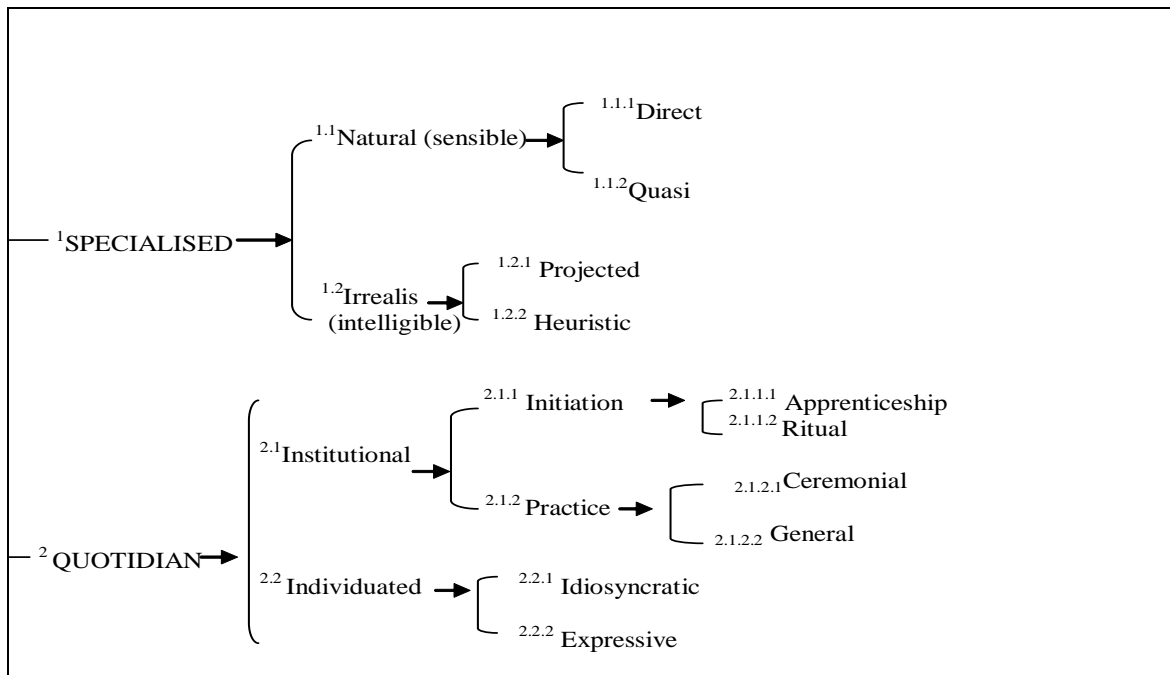 1.1.1Direct
1.1Natural (sensible)
1.1.2Quasi
1SPECIALISED
1.2.1 Projected
1.2Irrealis
(intelligible)
1.2.2 Heuristic
2.1.1 Initiation
2.1.1.1 Apprenticeship
2.1.1.2 Ritual
2.1Institutional
2.1.2.1Ceremonial
2.1.2 Practice
2.1.2.2 General
2 QUOTIDIAN
2.2 Individuated
2.2.1 Idiosyncratic
2.2.2 Expressive